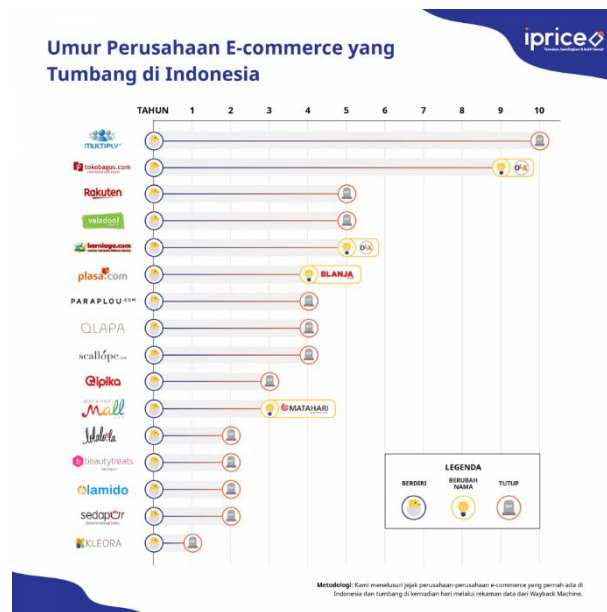 Umur Perusahaan E-commerce yang
Tumbang di Indonesia
iprice
TAHUN 1 2 3 4 5 6 7 8 9 10
MULTIPLY
tokobagus.com
OLX
Rakuten
valadoo!
berniaga.com
OLX
plasa.com
BLANJA
PARAPLOU.COM
QLAPA
scallope.com
Qipika
MATAHARI
Mall
MATAHARI
lolalola
beautytreats
lamido
sedapur
KLEORA
LEGENDA
BERDIRI
BERUBAH
NAMA
TUTUP
Metodologi: Kami menelusuri jejak perusahaan-perusahaan e-commerce yang pernah ada di
Indonesia dan tumbang di kemudian hari melalui rekaman data dari Wayback Machine.